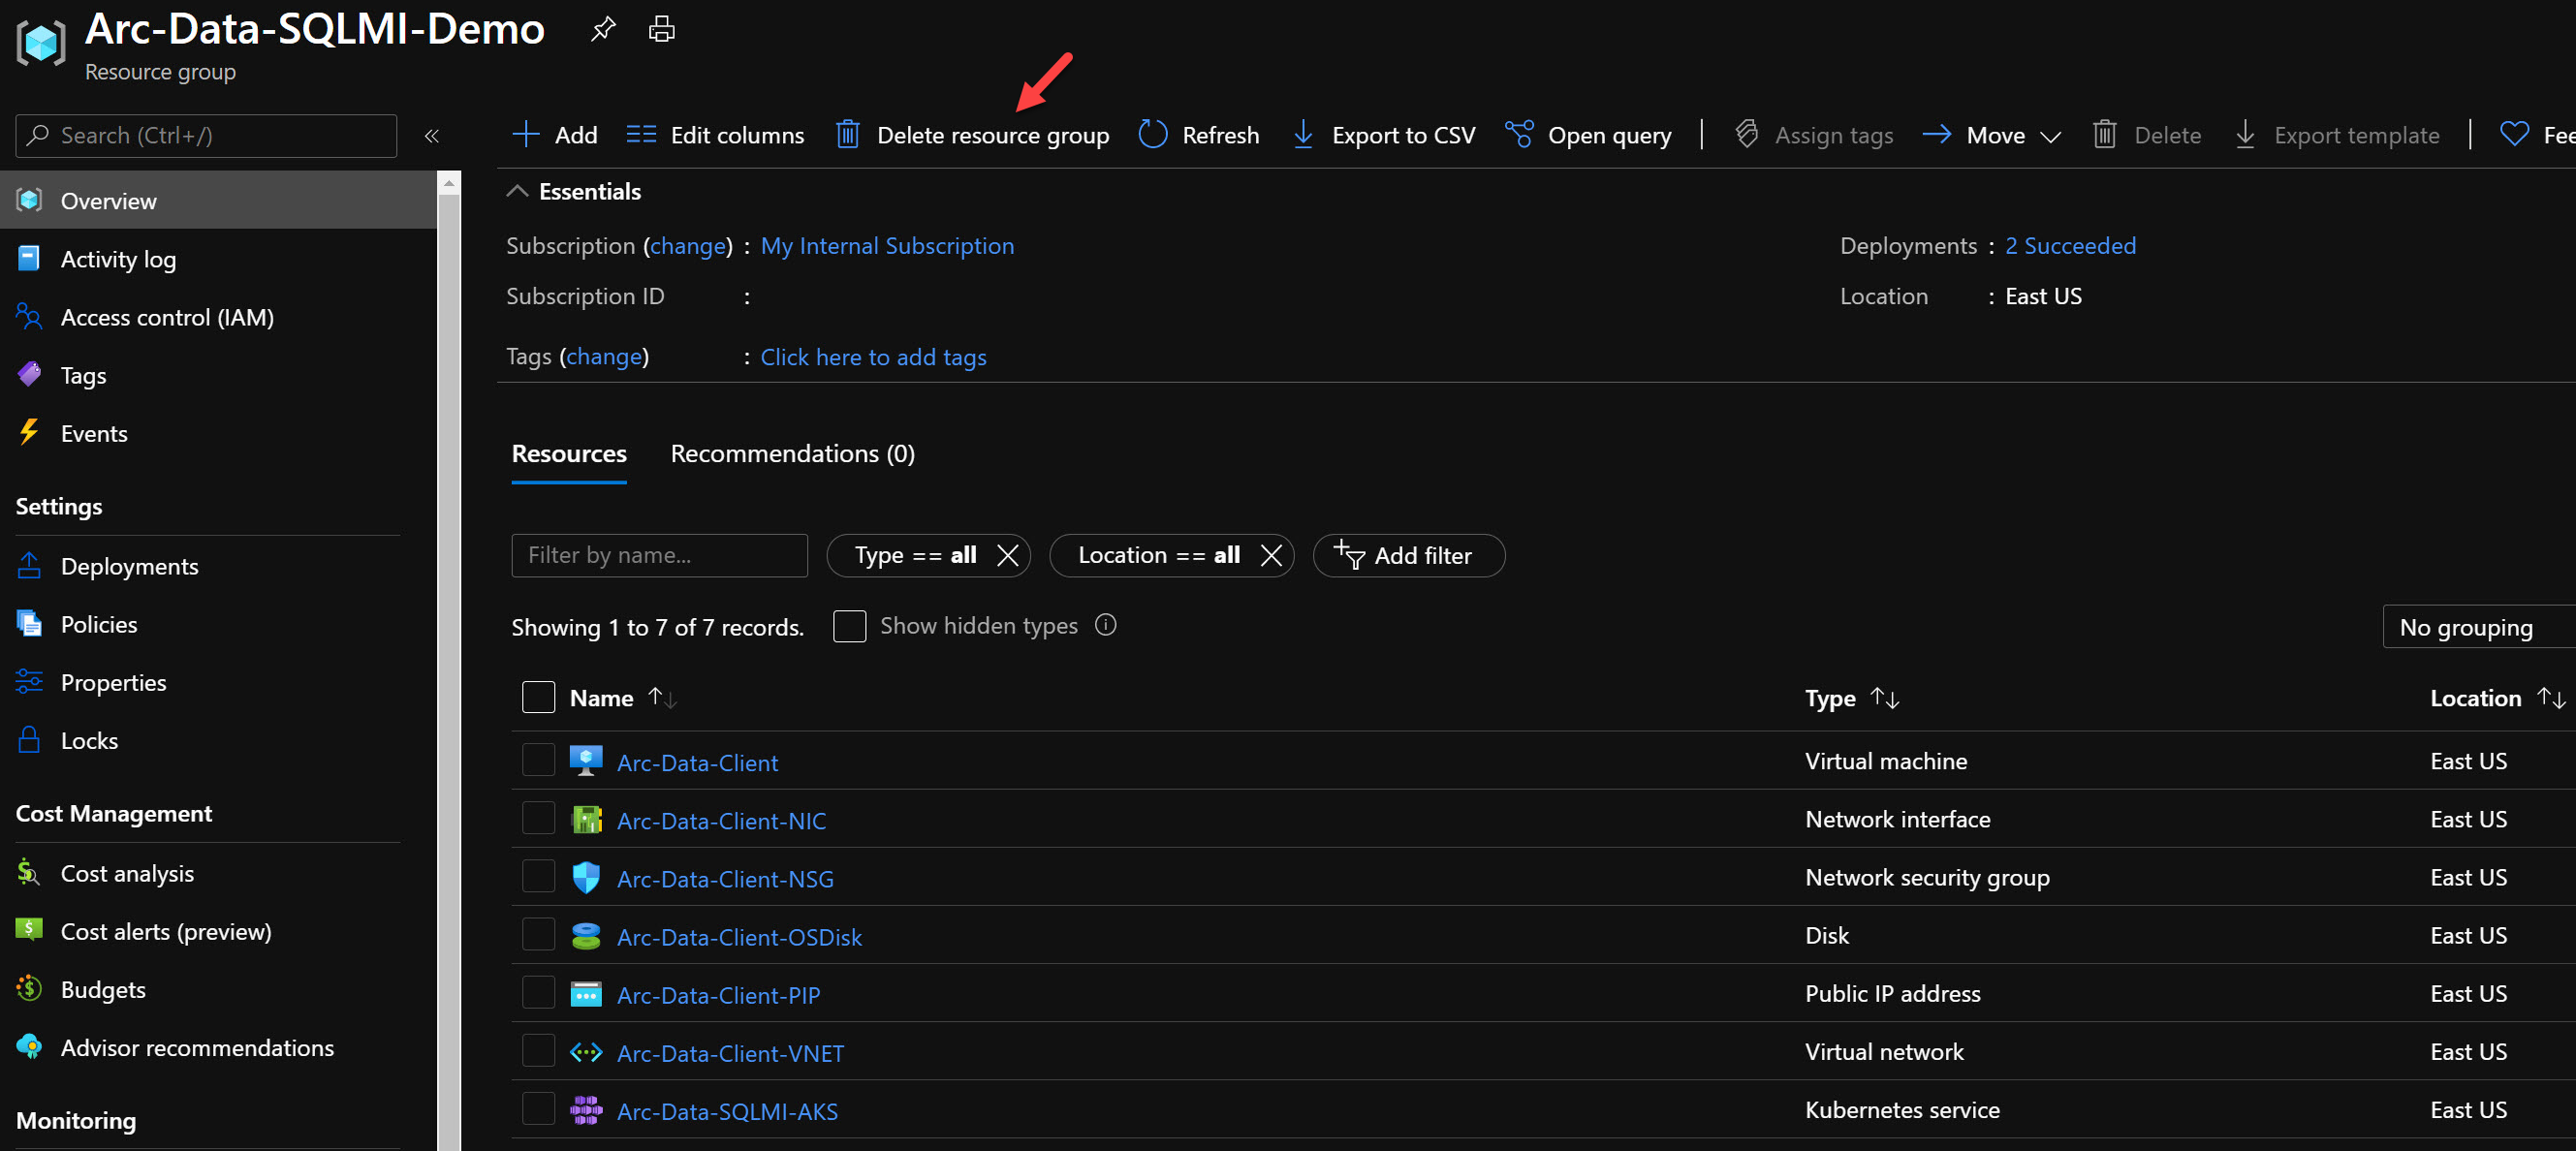 Arc-Data-SQLMI-Demo
Resource group
Search (Ctrl+/)
«
Add
Edit columns
Delete resource group
Refresh
Export to CSV
Open query
Assign tags
Move
Delete
Export template
Overview
Activity log
Access control (IAM)
Tags
Events
Settings
Deployments
Policies
Properties
Locks
Cost Management
Cost analysis
Cost alerts (preview)
Budgets
Advisor recommendations
Monitoring
Essentials
Subscription (change) : My Internal Subscription
Deployments : 2 Succeeded
Subscription ID :
Location : East US
Tags (change) : Click here to add tags
Resources
Recommendations (0)
Filter by name...
Type == all
Location == all
Add filter
Showing 1 to 7 of 7 records.
Show hidden types
No grouping
Name Type Location
Arc-Data-Client Virtual machine East US
Arc-Data-Client-NIC Network interface East US
Arc-Data-Client-NSG Network security group East US
Arc-Data-Client-OSDisk Disk East US
Arc-Data-Client-PIP Public IP address East US
Arc-Data-Client-VNET Virtual network East US
Arc-Data-SQLMI-AKS Kubernetes service East US